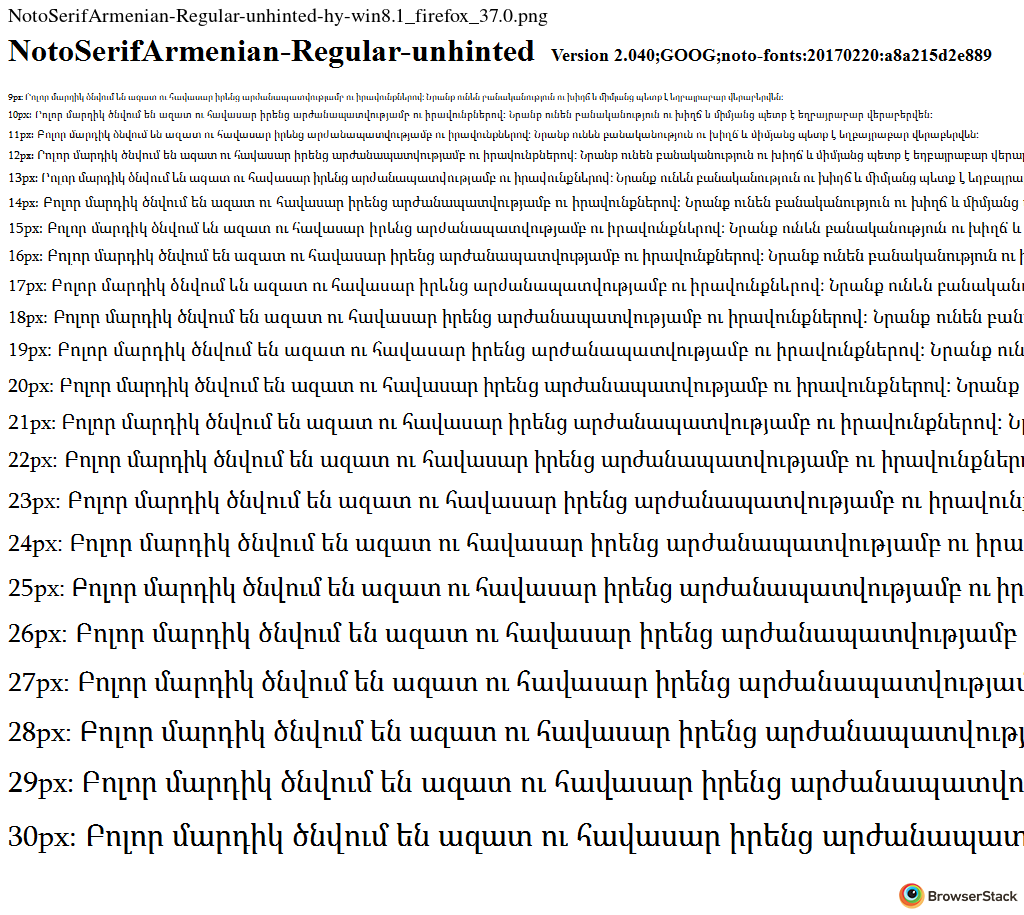 NotoSerifArmenian-Regular-unhinted-hy-win8.1_firefox_37.0.png
NotoSerifArmenian-Regular-unhinted Version 2.040;GOOG;noto-fonts:20170220:a8a215d2e889
9px: Բոլոր մարդիկ ծնվում են ազատ ու հավասար իրենց արժանապատվությամբ ու իրավունքներով։ Նրանք ունեն բանականություն ու խիղճ և միմյանց պետք է եղբայրաբար վերաբերվեն։
10px: Բոլոր մարդիկ ծնվում են ազատ ու հավասար իրենց արժանապատվությամբ ու իրավունքներով։ Նրանք ունեն բանականություն ու խիղճ և միմյանց պետք է եղբայրաբար վերաբերվեն։
11px: Բոլոր մարդիկ ծնվում են ազատ ու հավասար իրենց արժանապատվությամբ ու իրավունքներով։ Նրանք ունեն բանականություն ու խիղճ և միմյանց պետք է եղբայրաբար վերաբերվեն։
12px: Բոլոր մարդիկ ծնվում են ազատ ու հավասար իրենց արժանապատվությամբ ու իրավունքներով։ Նրանք ունեն բանականություն ու խիղճ և միմյանց պետք է եղբայրաբար վերա
13px: Բոլոր մարդիկ ծնվում են ազատ ու հավասար իրենց արժանապատվությամբ ու իրավունքներով։ Նրանք ունեն բանականություն ու խիղճ և միմյանց պետք է եղբայրա
14px: Բոլոր մարդիկ ծնվում են ազատ ու հավասար իրենց արժանապատվությամբ ու իրավունքներով։ Նրանք ունեն բանականություն ու խիղճ և միմյանց
15px: Բոլոր մարդիկ ծնվում են ազատ ու հավասար իրենց արժանապատվությամբ ու իրավունքներով։ Նրանք ունեն բանականություն ու խիղճ և
16px: Բոլոր մարդիկ ծնվում են ազատ ու հավասար իրենց արժանապատվությամբ ու իրավունքներով։ Նրանք ունեն բանականություն ու
17px: Բոլոր մարդիկ ծնվում են ազատ ու հավասար իրենց արժանապատվությամբ ու իրավունքներով։ Նրանք ունեն բանական
18px: Բոլոր մարդիկ ծնվում են ազատ ու հավասար իրենց արժանապատվությամբ ու իրավունքներով։ Նրանք ունեն բան
19px: Բոլոր մարդիկ ծնվում են ազատ ու հավասար իրենց արժանապատվությամբ ու իրավունքներով։ Նրանք ուն
20px: Բոլոր մարդիկ ծնվում են ազատ ու հավասար իրենց արժանապատվությամբ ու իրավունքներով։ Նրանք
21px: Բոլոր մարդիկ ծնվում են ազատ ու հավասար իրենց արժանապատվությամբ ու իրավունքներով։ Նր
22px: Բոլոր մարդիկ ծնվում են ազատ ու հավասար իրենց արժանապատվությամբ ու իրավունքներ
23px: Բոլոր մարդիկ ծնվում են ազատ ու հավասար իրենց արժանապատվությամբ ու իրավուն
24px: Բոլոր մարդիկ ծնվում են ազատ ու հավասար իրենց արժանապատվությամբ ու իրա
25px: Բոլոր մարդիկ ծնվում են ազատ ու հավասար իրենց արժանապատվությամբ ու իր
26px: Բոլոր մարդիկ ծնվում են ազատ ու հավասար իրենց արժանապատվությամբ
27px: Բոլոր մարդիկ ծնվում են ազատ ու հավասար իրենց արժանապատվությամ
28px: Բոլոր մարդիկ ծնվում են ազատ ու հավասար իրենց արժանապատվությ
29px: Բոլոր մարդիկ ծնվում են ազատ ու հավասար իրենց արժանապատվո
30px: Բոլոր մարդիկ ծնվում են ազատ ու հավասար իրենց արժանապատ
BrowserStack